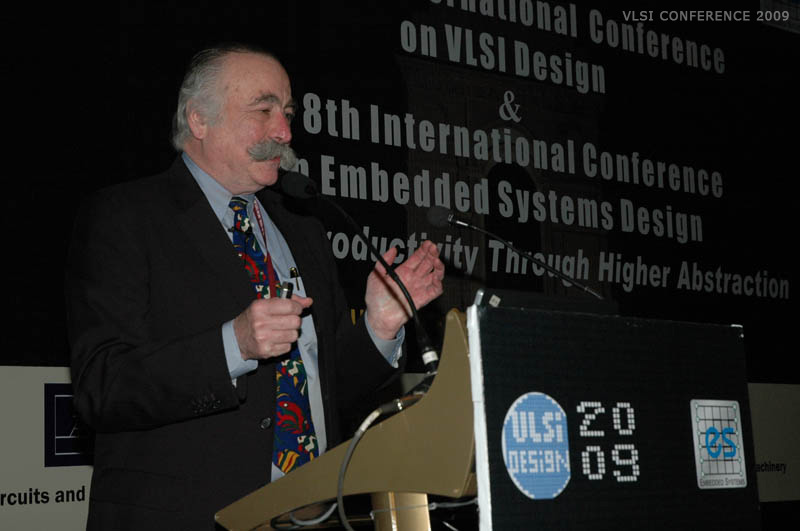 VLSI CONFERENCE 2009
ternational Conference
on VLSI Design
&
8th International Conference
n Embedded Systems Design
roductivity Through Higher Abstraction
VLSI
DESIGN
20
09
es
EMBEDDED SYSTEMS
A
rcuits and
achinery